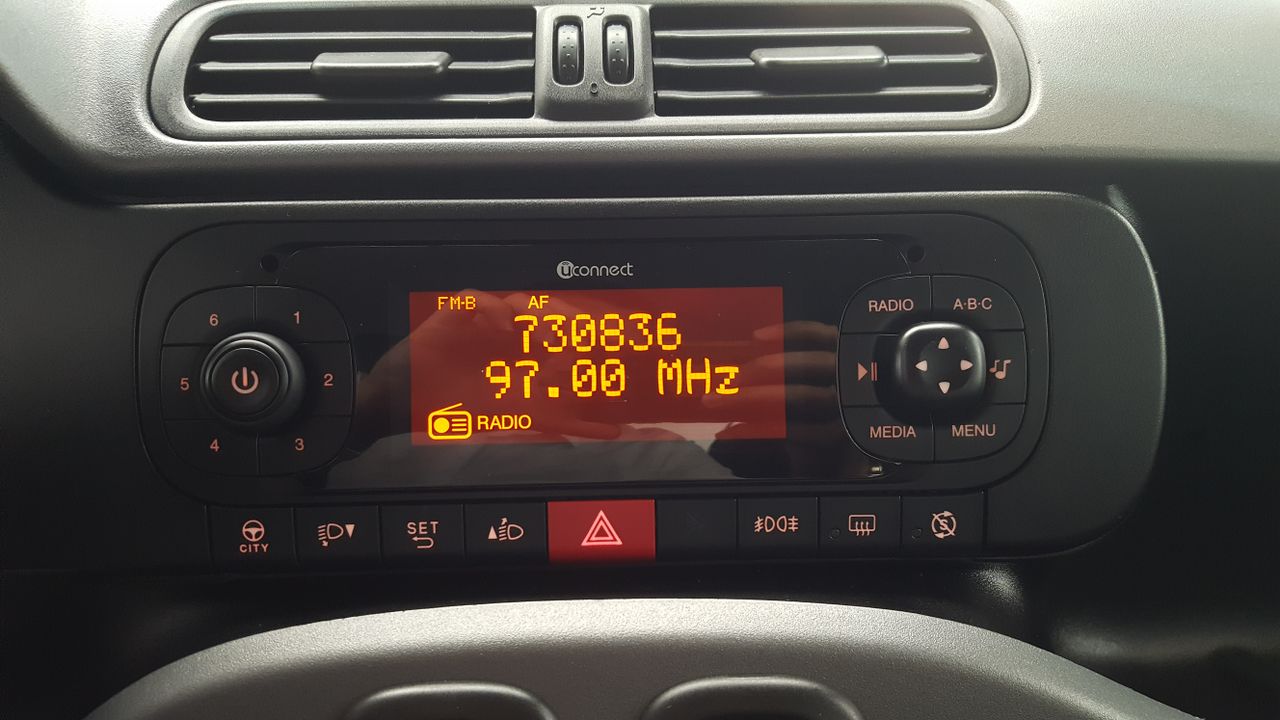 uconnect
FM-B AF
730836
97.00 MHz
RADIO
6 1
5 2
4 3
RADIO A·B·C
MEDIA MENU
CITY
SET